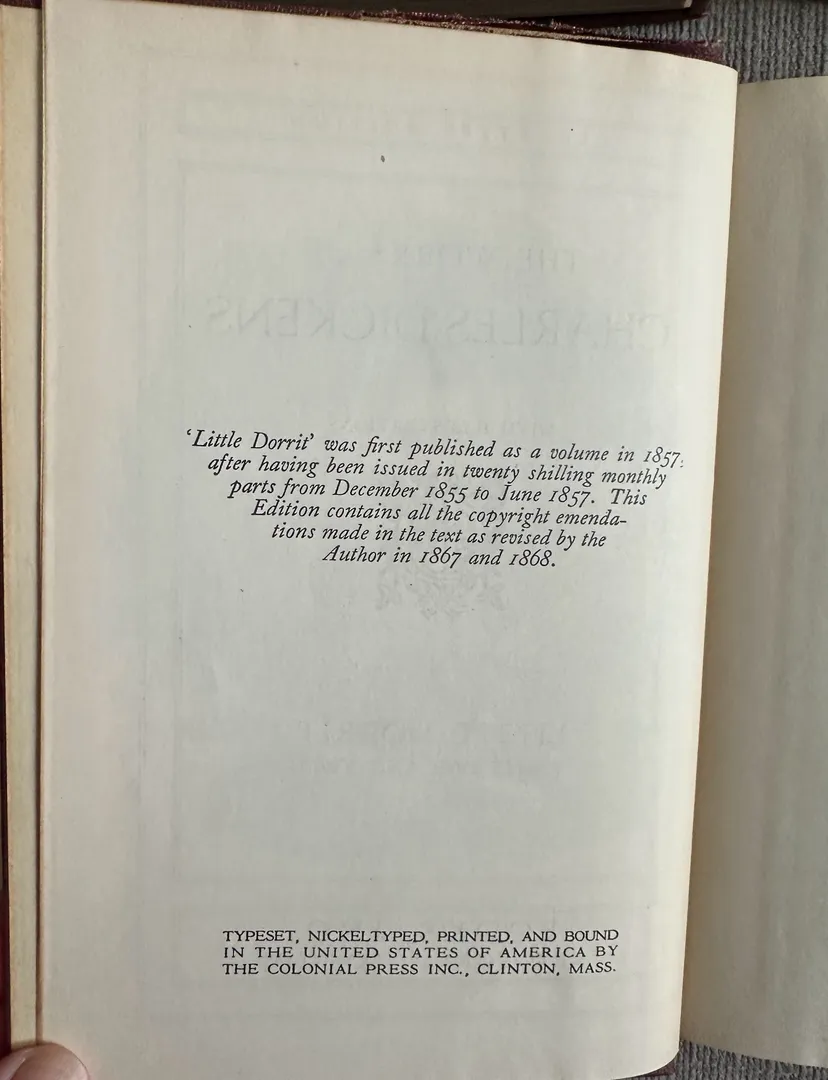 ‘Little Dorrit’ was first published as a volume in 1857,
after having been issued in twenty shilling monthly
parts from December 1855 to June 1857. This
Edition contains all the copyright emenda-
tions made in the text as revised by the
Author in 1867 and 1868.
TYPESET, NICKELTYPED, PRINTED, AND BOUND
IN THE UNITED STATES OF AMERICA BY
THE COLONIAL PRESS INC., CLINTON, MASS.